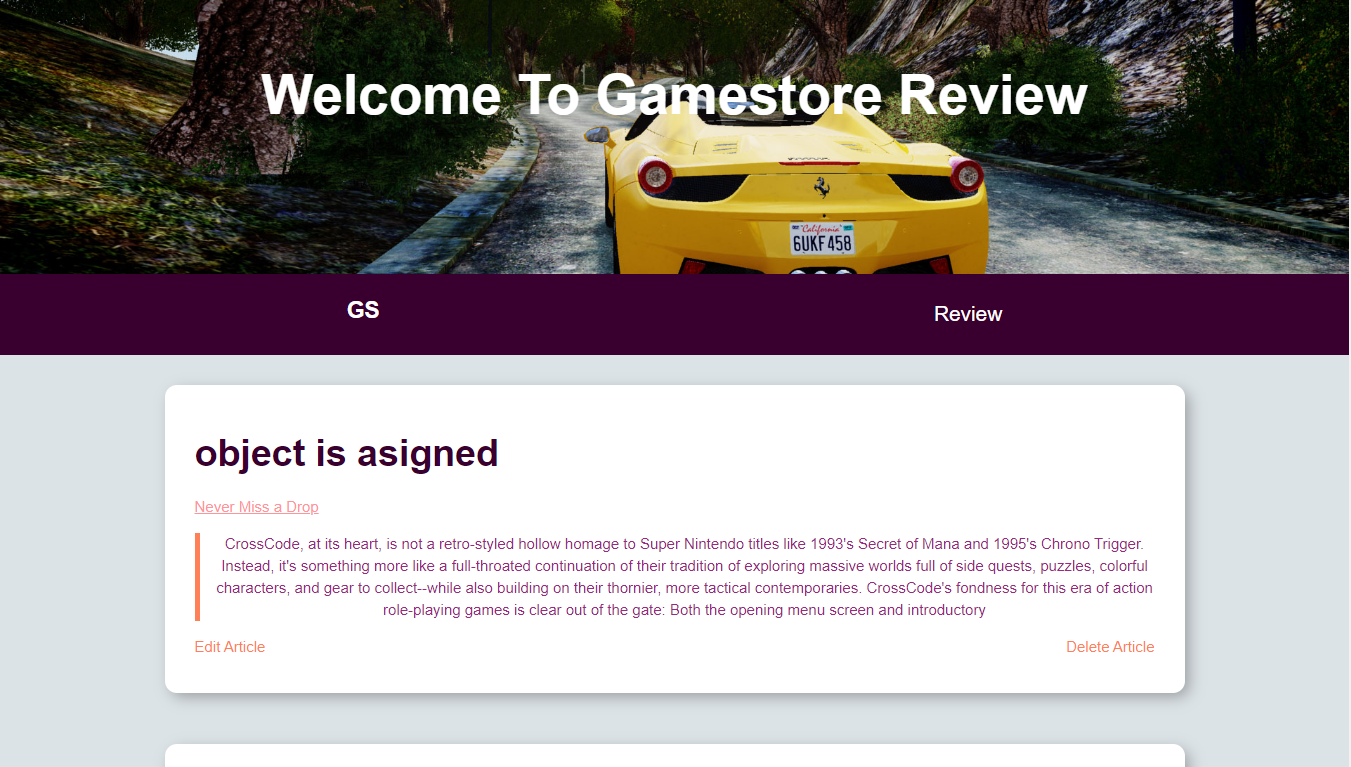 Welcome To Gamestore Review
California
6UKF458
GS
Review
object is asigned
Never Miss a Drop
CrossCode, at its heart, is not a retro-styled hollow homage to Super Nintendo titles like 1993's Secret of Mana and 1995's Chrono Trigger.
Instead, it's something more like a full-throated continuation of their tradition of exploring massive worlds full of side quests, puzzles, colorful
characters, and gear to collect--while also building on their thornier, more tactical contemporaries. CrossCode's fondness for this era of action
role-playing games is clear out of the gate: Both the opening menu screen and introductory
Edit Article
Delete Article